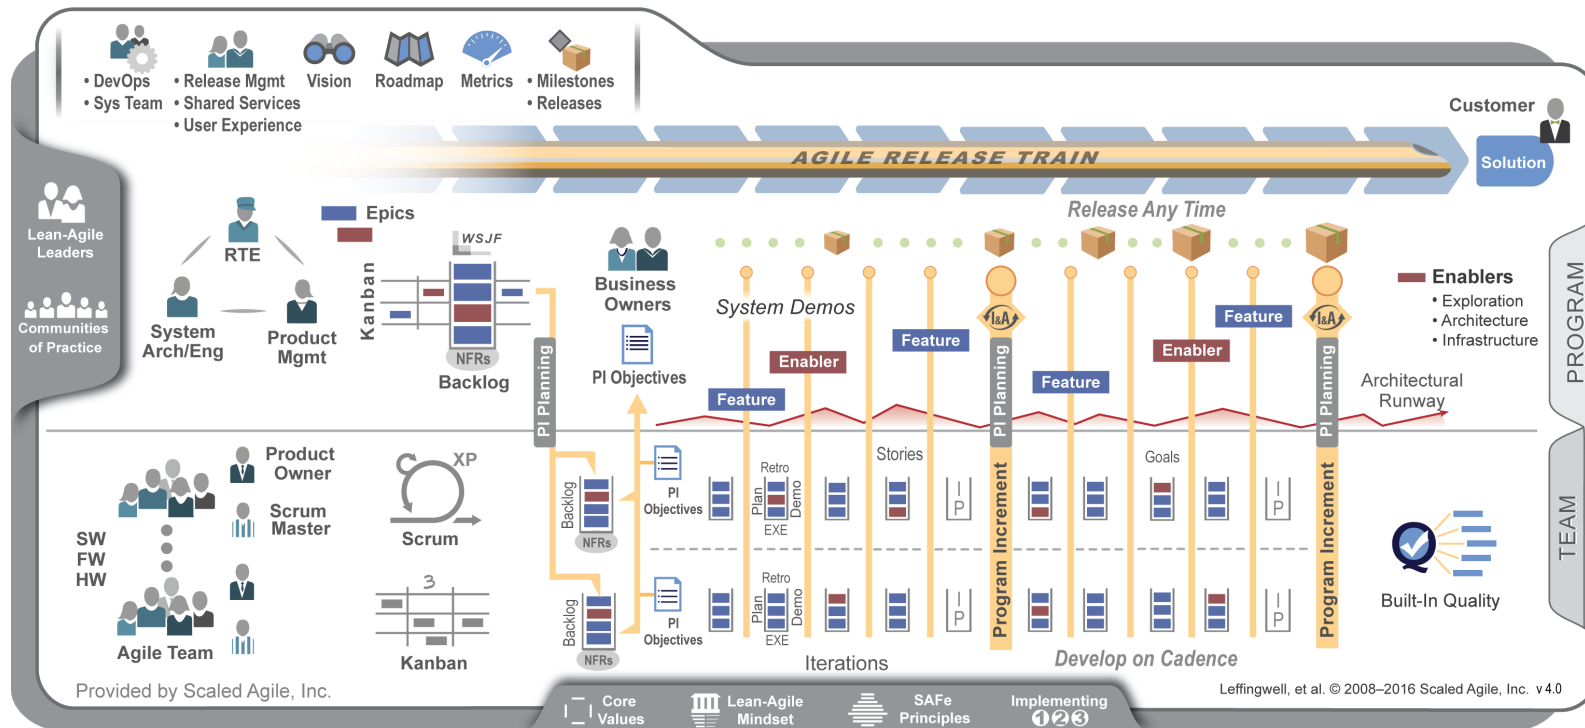 • DevOps
• Sys Team
• Release Mgmt
• Shared Services
• User Experience
Vision
Roadmap
Metrics
• Milestones
• Releases
Customer
AGILE RELEASE TRAIN
Solution
Lean-Agile
Leaders
Communities
of Practice
RTE
System
Arch/Eng
Product
Mgmt
Epics
WSJF
Kanban
NFRs
Backlog
PI Planning
Business
Owners
PI Objectives
Release Any Time
System Demos
Feature
Enabler
Feature
I&A
PI Planning
Feature
Enabler
Feature
I&A
PI Planning
Enablers
• Exploration
• Architecture
• Infrastructure
Architectural
Runway
PROGRAM
Product
Owner
Scrum
Master
SW
FW
HW
Agile Team
XP
Scrum
3
Kanban
Backlog
NFRs
PI
Objectives
Retro
Plan
Demo
EXE
Stories
I
P
Program Increment
Goals
I
P
Program Increment
Backlog
NFRs
PI
Objectives
Retro
Plan
Demo
EXE
I
P
I
P
Iterations
Develop on Cadence
Q
Built-In Quality
TEAM
Provided by Scaled Agile, Inc.
Leffingwell, et al. © 2008–2016 Scaled Agile, Inc. v 4.0
Core
Values
Lean-Agile
Mindset
SAFe
Principles
Implementing
1 2 3